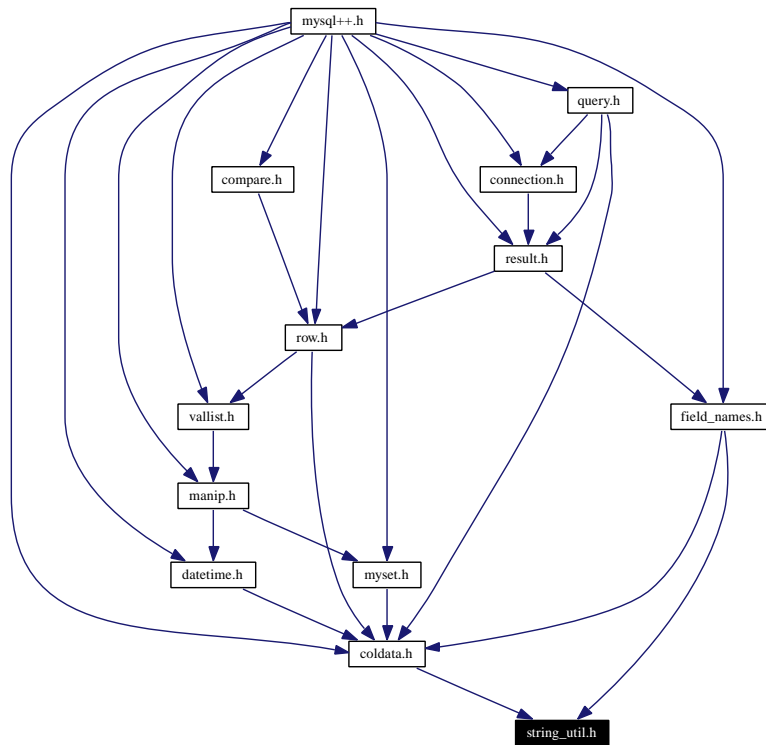 mysql++.h
query.h
compare.h
connection.h
result.h
row.h
vallist.h
field_names.h
manip.h
datetime.h
myset.h
coldata.h
string_util.h